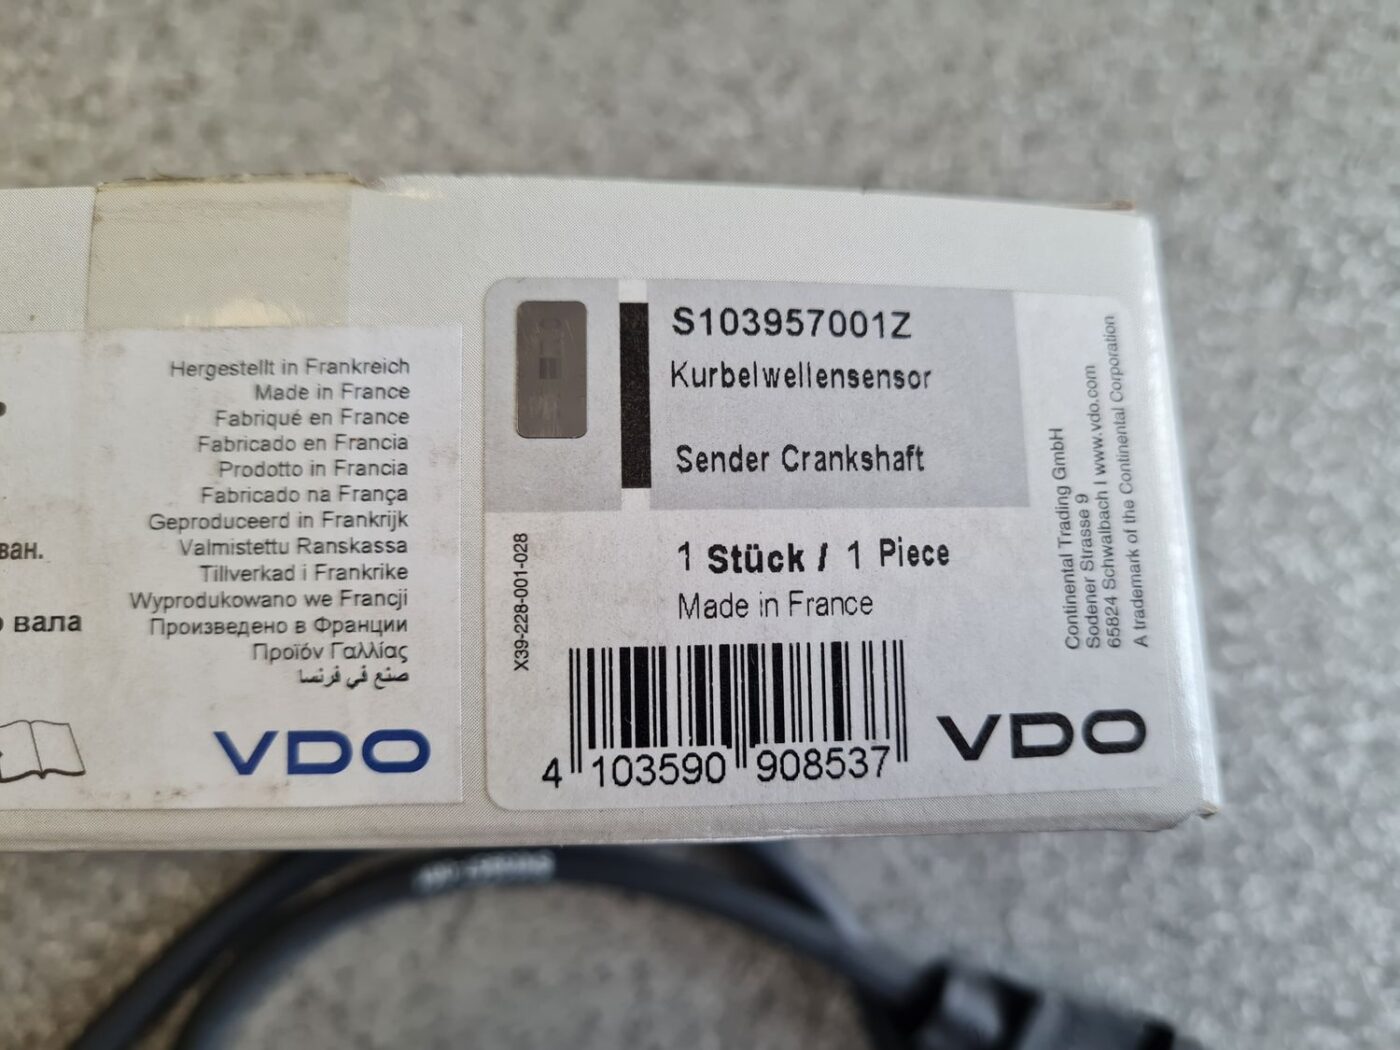 ван.
о вала
Hergestellt in Frankreich
Made in France
Fabriqué en France
Fabricado en Francia
Prodotto in Francia
Fabricado na França
Geproduceerd in Frankrijk
Valmistettu Ranskassa
Tillverkad i Frankrike
Wyprodukowano we Francji
Произведено в Франции
Προϊόν Γαλλίας
صنع في فرنسا
VDO
S103957001Z
Kurbelwellensensor
Sender Crankshaft
X39-228-001-028
1 Stück / 1 Piece
Made in France
4 103590 908537
VDO
Continental Trading GmbH
Sodener Strasse 9
65824 Schwalbach I www.vdo.com
A trademark of the Continental Corporation